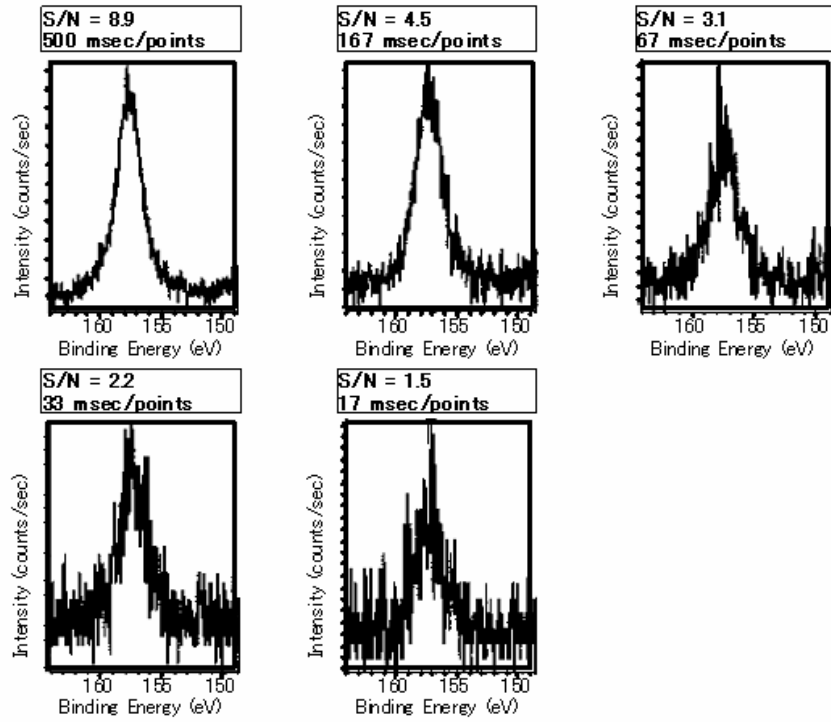 S/N = 8.9
500 msec/points
Intensity (counts/sec)
160 155 150
Binding Energy (eV)
S/N = 4.5
167 msec/points
Intensity (counts/sec)
160 155 150
Binding Energy (eV)
S/N = 3.1
67 msec/points
Intensity (counts/sec)
160 155 150
Binding Energy (eV)
S/N = 2.2
33 msec/points
Intensity (counts/sec)
160 155 150
Binding Energy (eV)
S/N = 1.5
17 msec/points
Intensity (counts/sec)
160 155 150
Binding Energy (eV)